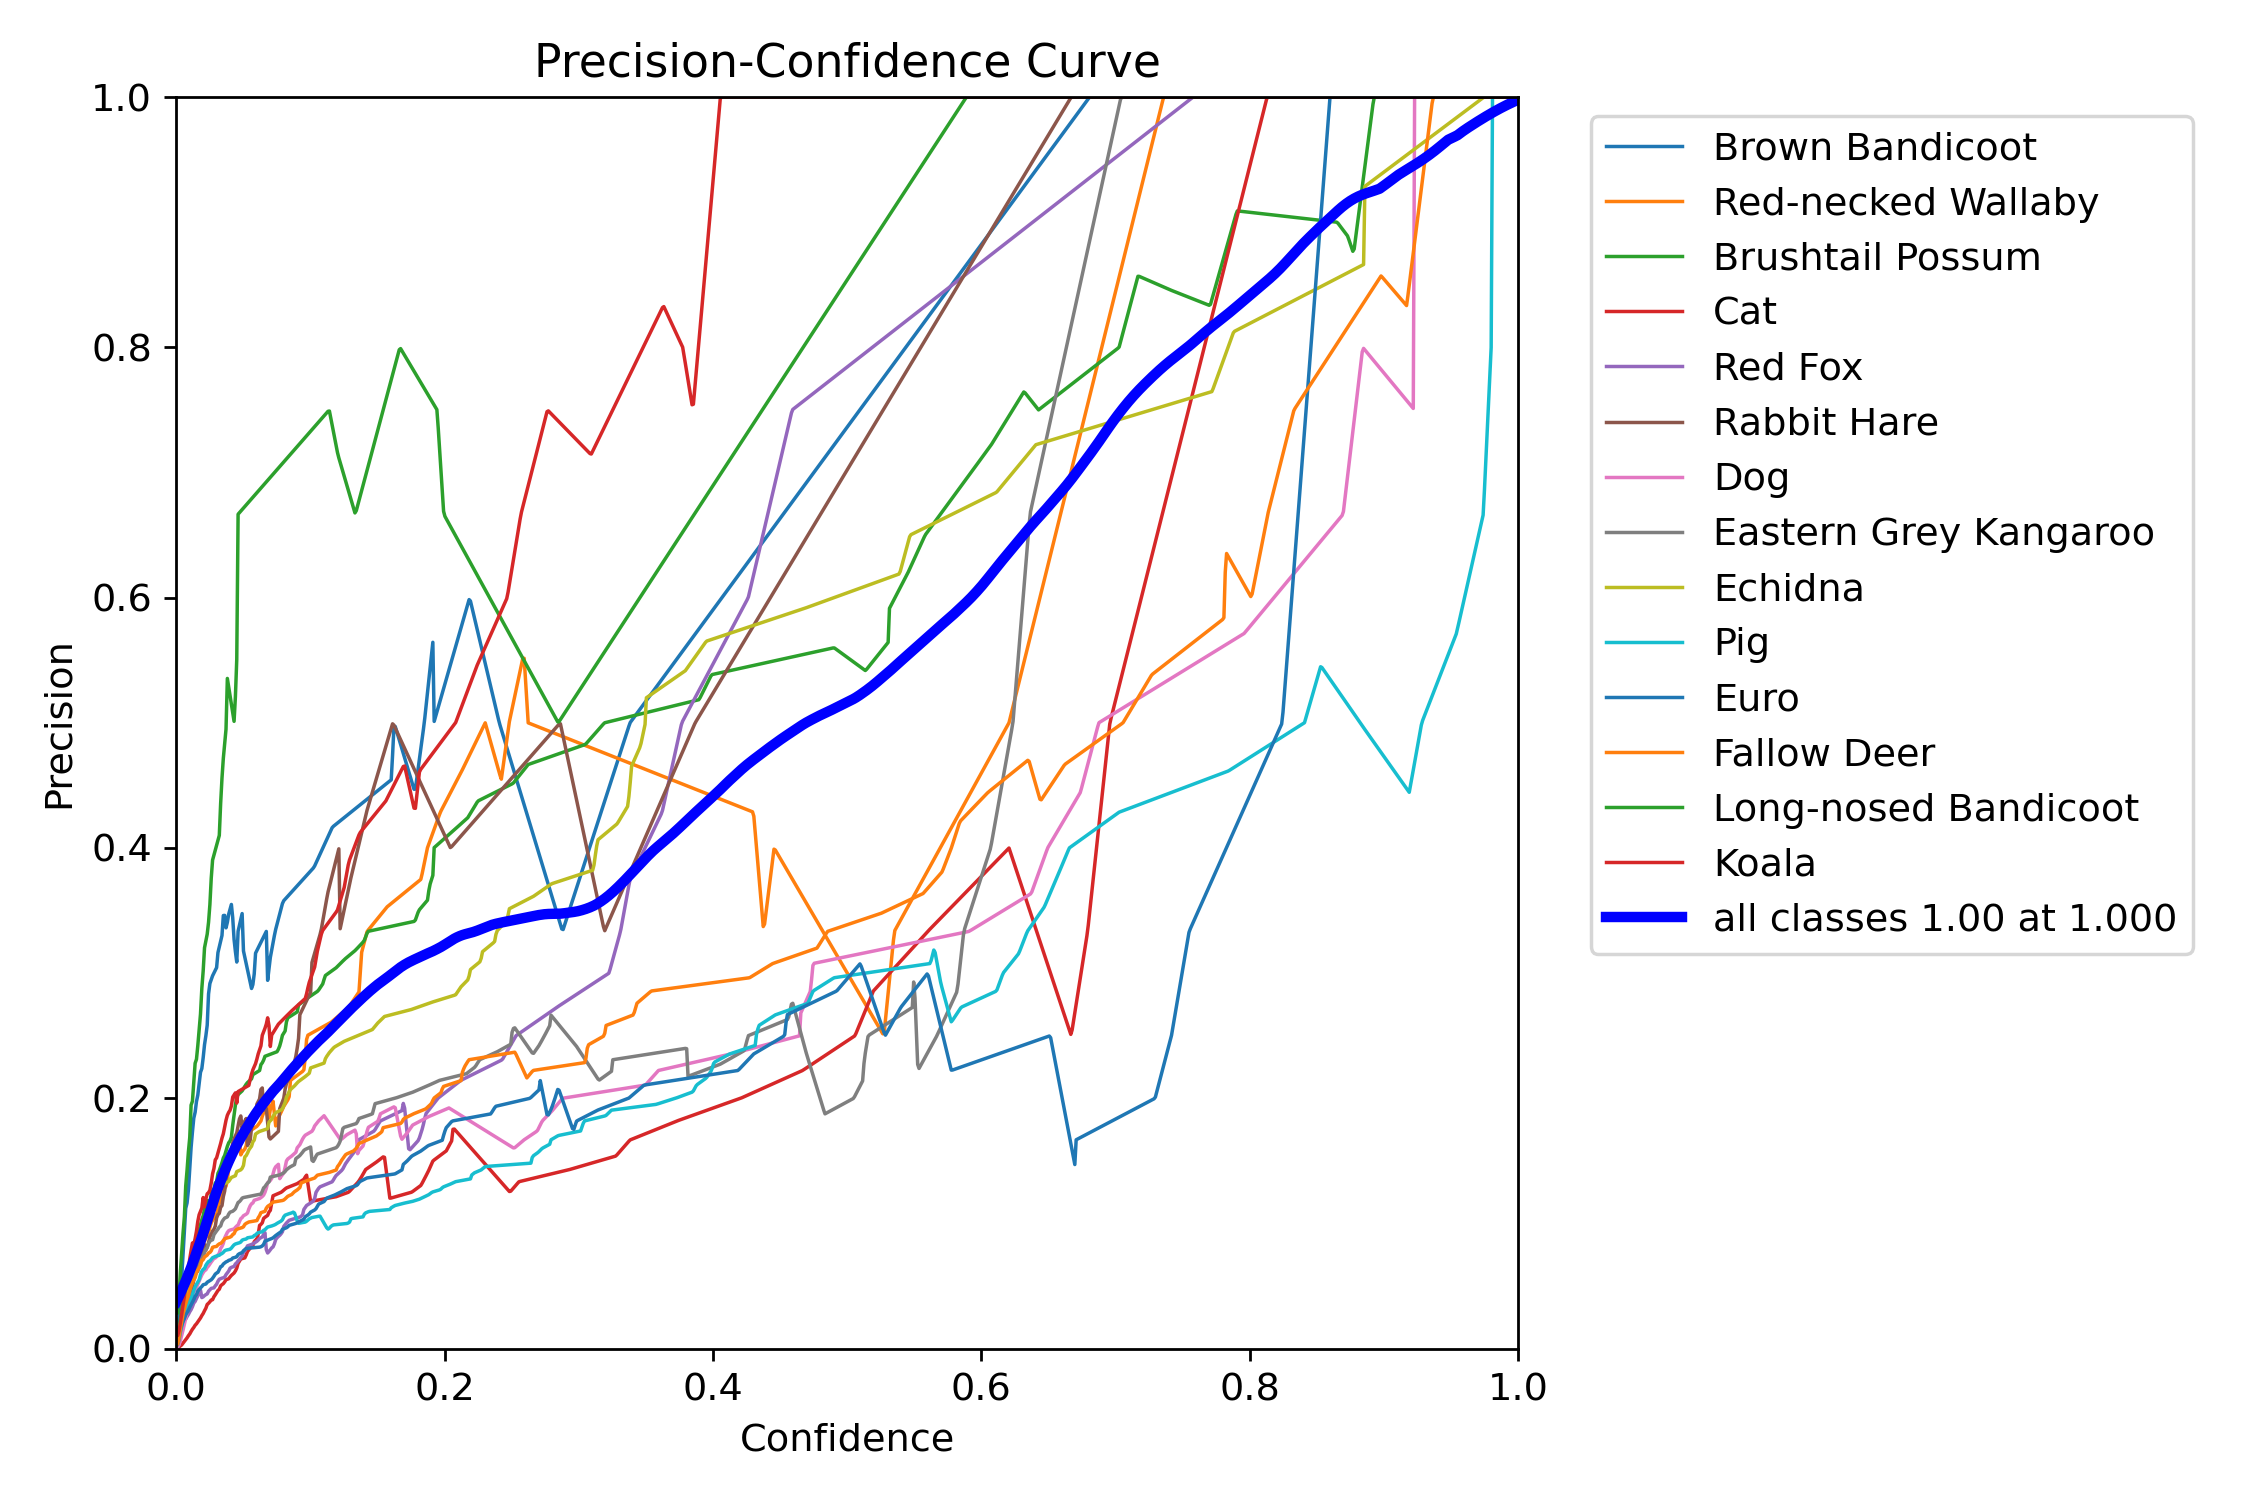 Precision-Confidence Curve
1.0
0.8
0.6
0.4
0.2
0.0
Precision
0.0 0.2 0.4 0.6 0.8 1.0
Confidence
Brown Bandicoot
Red-necked Wallaby
Brushtail Possum
Cat
Red Fox
Rabbit Hare
Dog
Eastern Grey Kangaroo
Echidna
Pig
Euro
Fallow Deer
Long-nosed Bandicoot
Koala
all classes 1.00 at 1.000